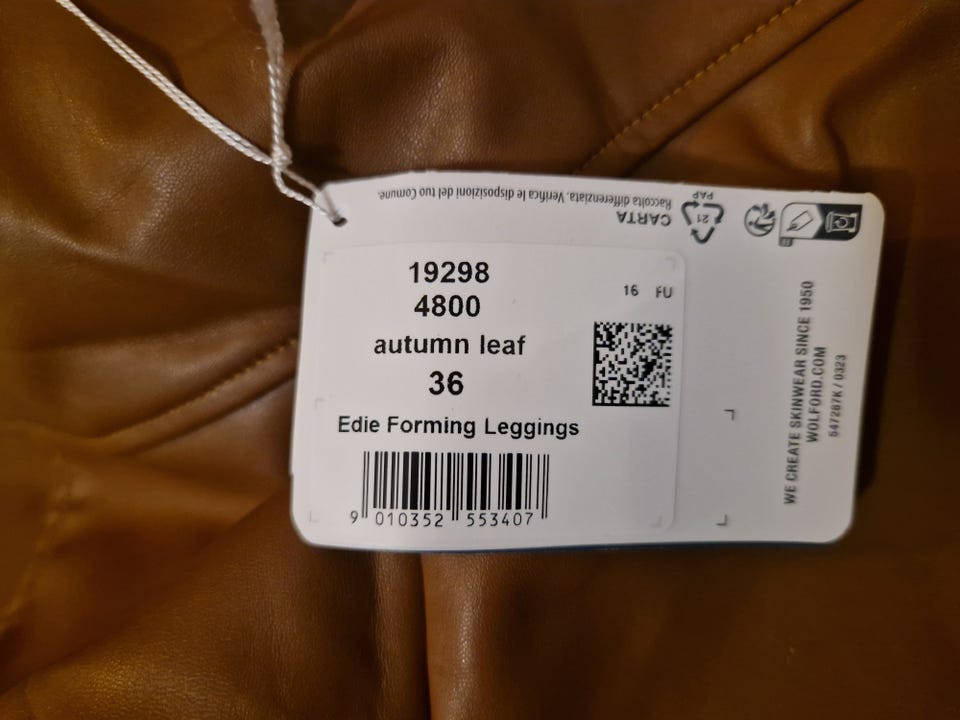 19298
4800
autumn leaf
36
Edie Forming Leggings
9 010352 553407
16 FU
CARTA
Raccolta differenziata. Verifica le disposizioni del tuo Comune.
21
PAP
WE CREATE SKINWEAR SINCE 1950
WOLFORD.COM
547287K / 0323